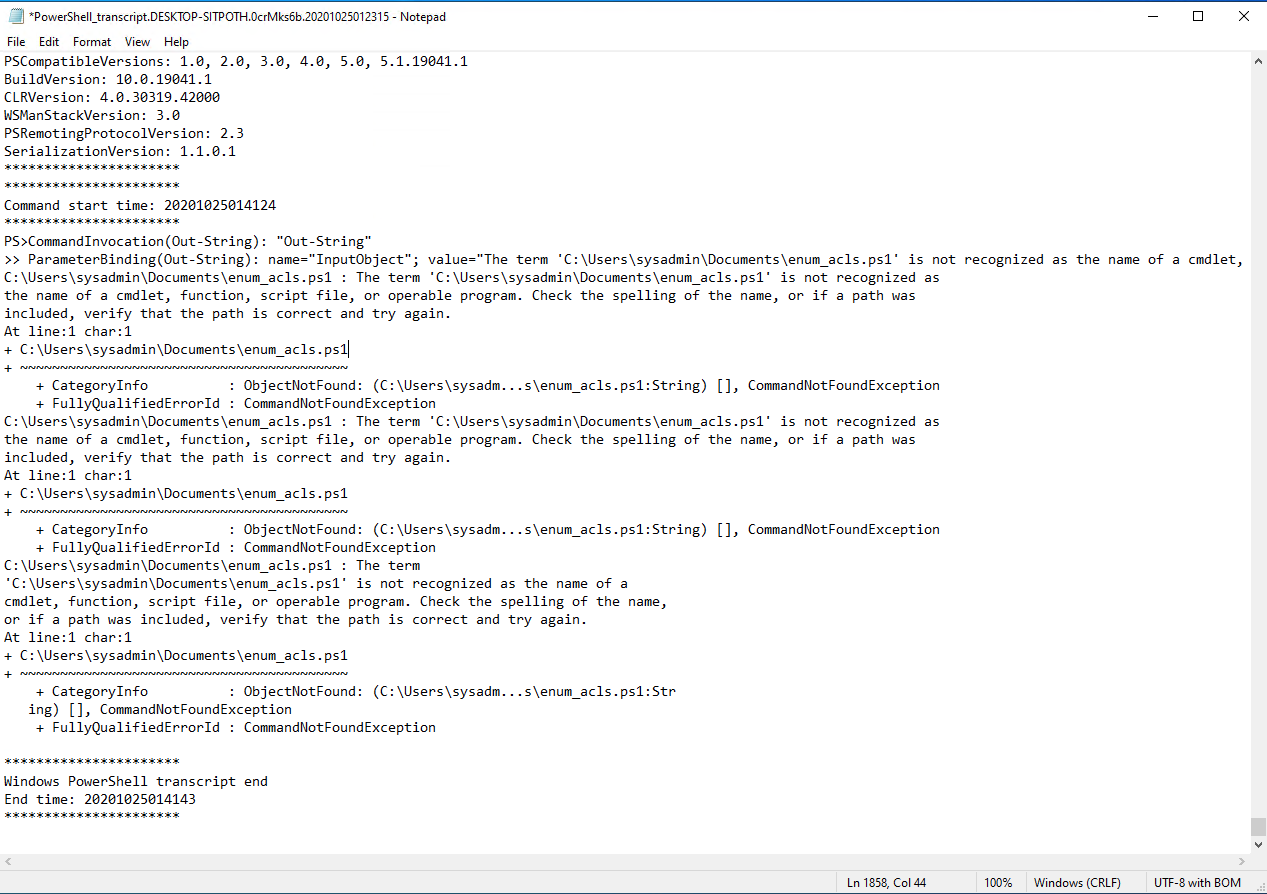 *PowerShell_transcript.DESKTOP-SITPOTH.0crMks6b.20201025012315 - Notepad
File Edit Format View Help
PSCompatibleVersions: 1.0, 2.0, 3.0, 4.0, 5.0, 5.1.19041.1
BuildVersion: 10.0.19041.1
CLRVersion: 4.0.30319.42000
WSManStackVersion: 3.0
PSRemotingProtocolVersion: 2.3
SerializationVersion: 1.1.0.1
**********************
**********************
Command start time: 20201025014124
**********************
PS>CommandInvocation(Out-String): "Out-String"
>> ParameterBinding(Out-String): name="InputObject"; value="The term 'C:\Users\sysadmin\Documents\enum_acls.ps1' is not recognized as the name of a cmdlet,
C:\Users\sysadmin\Documents\enum_acls.ps1 : The term 'C:\Users\sysadmin\Documents\enum_acls.ps1' is not recognized as
the name of a cmdlet, function, script file, or operable program. Check the spelling of the name, or if a path was
included, verify that the path is correct and try again.
At line:1 char:1
+ C:\Users\sysadmin\Documents\enum_acls.ps1
+ ~~~~~~~~~~~~~~~~~~~~~~~~~~~~~~~~~~~~~~~~~
    + CategoryInfo          : ObjectNotFound: (C:\Users\sysadm...s\enum_acls.ps1:String) [], CommandNotFoundException
    + FullyQualifiedErrorId : CommandNotFoundException
C:\Users\sysadmin\Documents\enum_acls.ps1 : The term 'C:\Users\sysadmin\Documents\enum_acls.ps1' is not recognized as
the name of a cmdlet, function, script file, or operable program. Check the spelling of the name, or if a path was
included, verify that the path is correct and try again.
At line:1 char:1
+ C:\Users\sysadmin\Documents\enum_acls.ps1
+ ~~~~~~~~~~~~~~~~~~~~~~~~~~~~~~~~~~~~~~~~~
    + CategoryInfo          : ObjectNotFound: (C:\Users\sysadm...s\enum_acls.ps1:String) [], CommandNotFoundException
    + FullyQualifiedErrorId : CommandNotFoundException
C:\Users\sysadmin\Documents\enum_acls.ps1 : The term
'C:\Users\sysadmin\Documents\enum_acls.ps1' is not recognized as the name of a
cmdlet, function, script file, or operable program. Check the spelling of the name,
or if a path was included, verify that the path is correct and try again.
At line:1 char:1
+ C:\Users\sysadmin\Documents\enum_acls.ps1
+ ~~~~~~~~~~~~~~~~~~~~~~~~~~~~~~~~~~~~~~~~~
    + CategoryInfo          : ObjectNotFound: (C:\Users\sysadm...s\enum_acls.ps1:Str
   ing) [], CommandNotFoundException
    + FullyQualifiedErrorId : CommandNotFoundException
**********************
Windows PowerShell transcript end
End time: 20201025014143
**********************
Ln 1858, Col 44 100% Windows (CRLF) UTF-8 with BOM